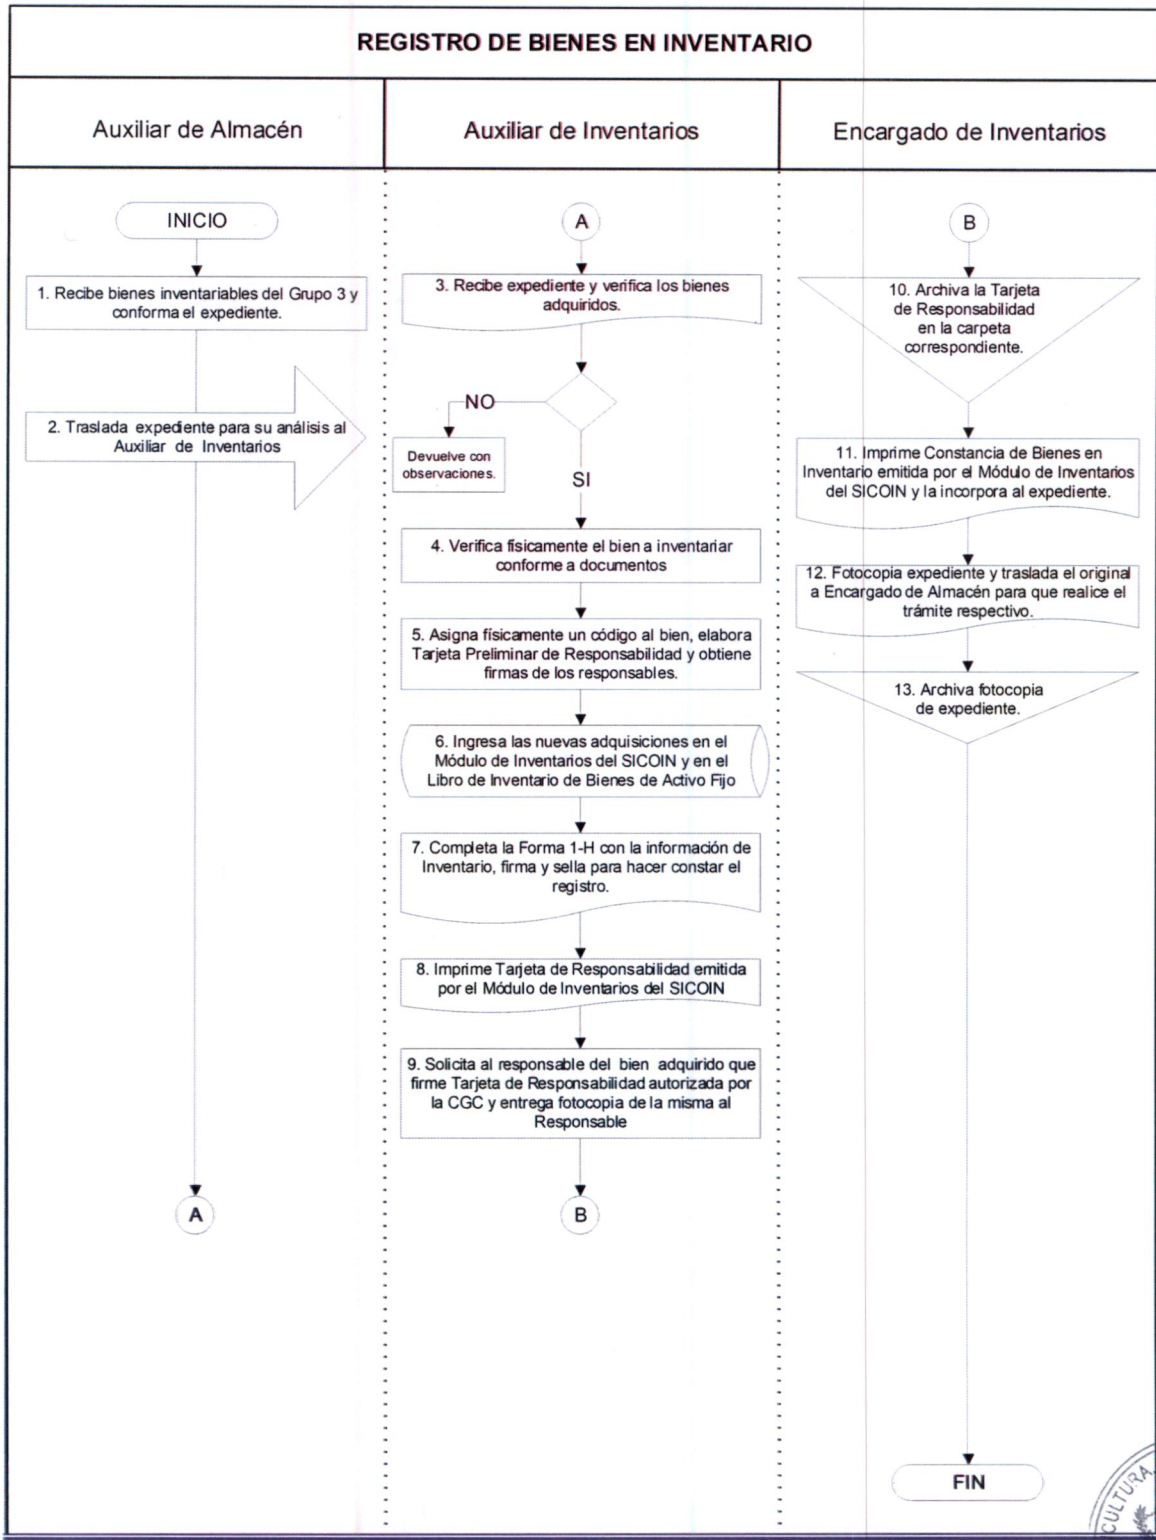 REGISTRO DE BIENES EN INVENTARIO
Auxiliar de Almacén
Auxiliar de Inventarios
Encargado de Inventarios
INICIO
1. Recibe bienes inventariables del Grupo 3 y
conforma el expediente.
2. Traslada expediente para su análisis al
Auxiliar de Inventarios
A
A
3. Recibe expediente y verifica los bienes
adquiridos.
NO
Devuelve con
observaciones.
SI
4. Verifica físicamente el bien a inventariar
conforme a documentos
5. Asigna físicamente un código al bien, elabora
Tarjeta Preliminar de Responsabilidad y obtiene
firmas de los responsables.
6. Ingresa las nuevas adquisiciones en el
Módulo de Inventarios del SICOIN y en el
Libro de Inventario de Bienes de Activo Fijo
7. Completa la Forma 1-H con la información de
Inventario, firma y sella para hacer constar el
registro.
8. Imprime Tarjeta de Responsabilidad emitida
por el Módulo de Inventarios del SICOIN
9. Solicita al responsable del bien adquirido que
firme Tarjeta de Responsabilidad autorizada por
la CGC y entrega fotocopia de la misma al
Responsable
B
B
10. Archiva la Tarjeta
de Responsabilidad
en la carpeta
correspondiente.
11. Imprime Constancia de Bienes en
Inventario emitida por el Módulo de Inventarios
del SICOIN y la incorpora al expediente.
12. Fotocopia expediente y traslada el original
a Encargado de Almacén para que realice el
trámite respectivo.
13. Archiva fotocopia
de expediente.
FIN
CULTURA